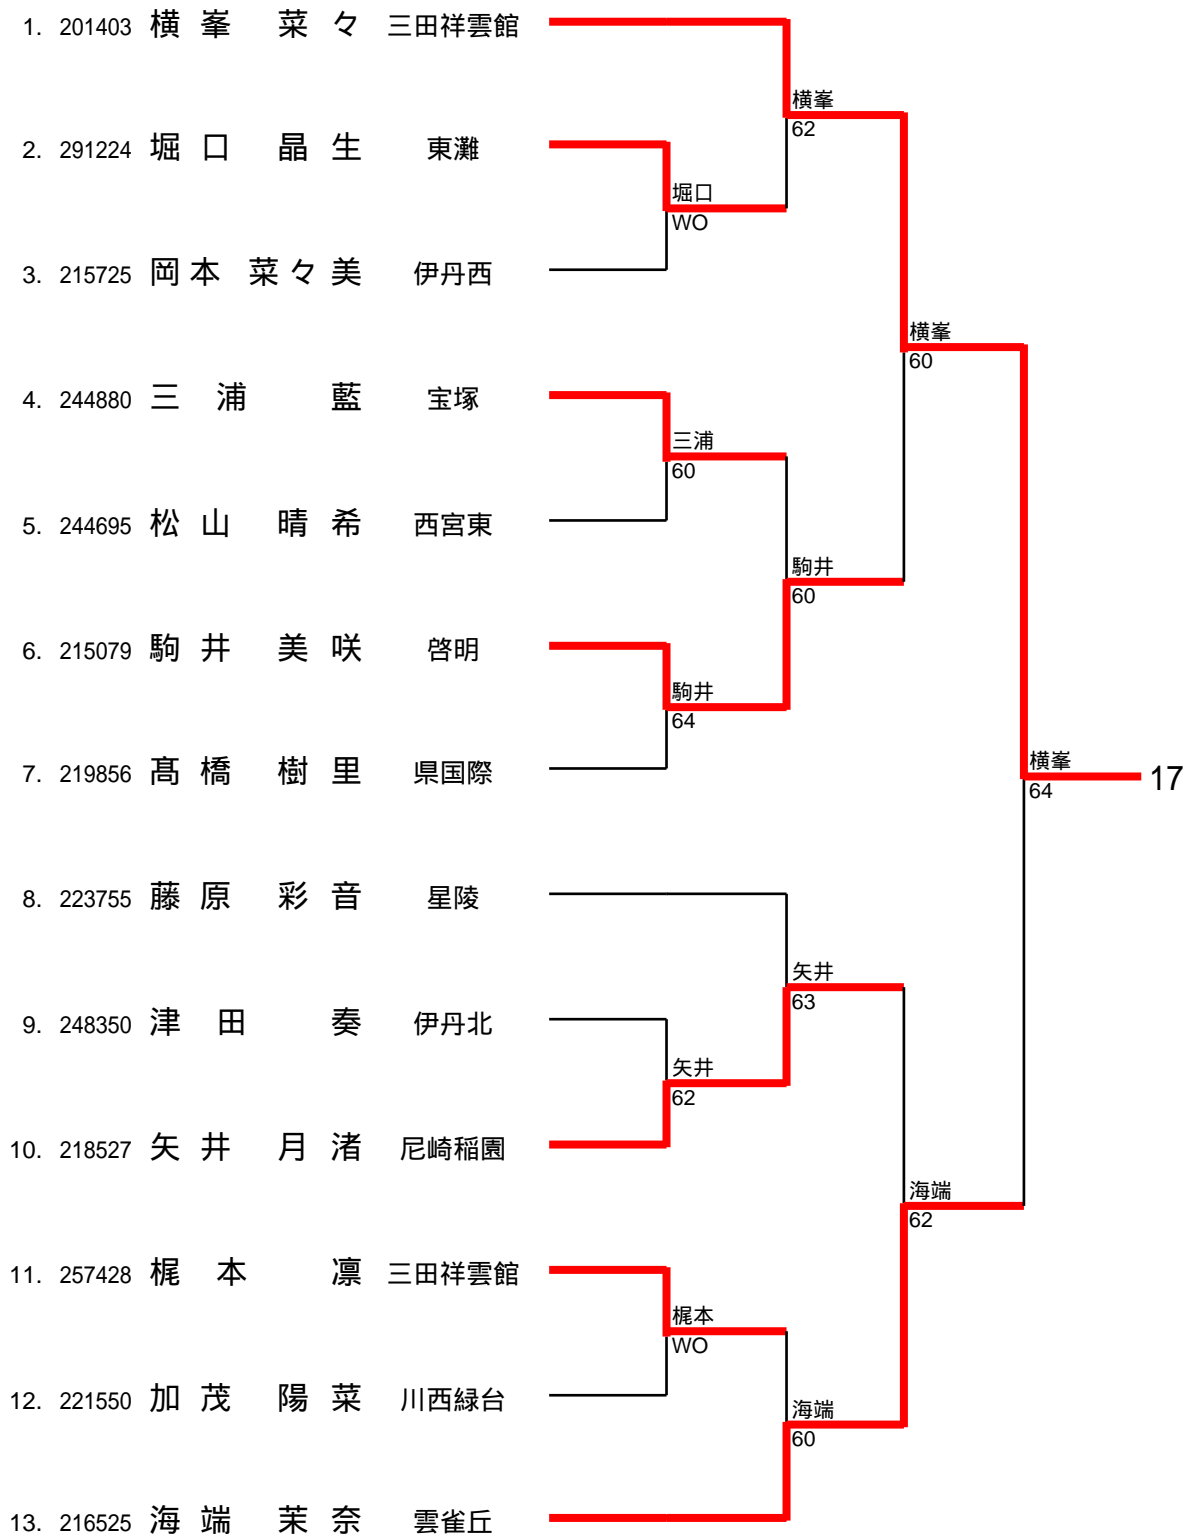 1. 201403 横峯 菜々 三田祥雲館
横峯
62
2. 291224 堀口 晶生 東灘
堀口
WO
3. 215725 岡本 菜々美 伊丹西
横峯
60
4. 244880 三浦 藍 宝塚
三浦
60
5. 244695 松山 晴希 西宮東
駒井
60
6. 215079 駒井 美咲 啓明
駒井
64
7. 219856 髙橋 樹里 県国際
横峯
64
17
8. 223755 藤原 彩音 星陵
矢井
63
9. 248350 津田 奏 伊丹北
矢井
62
10. 218527 矢井 月渚 尼崎稲園
海端
62
11. 257428 梶本 凛 三田祥雲館
梶本
WO
12. 221550 加茂 陽菜 川西緑台
海端
60
13. 216525 海端 茉奈 雲雀丘